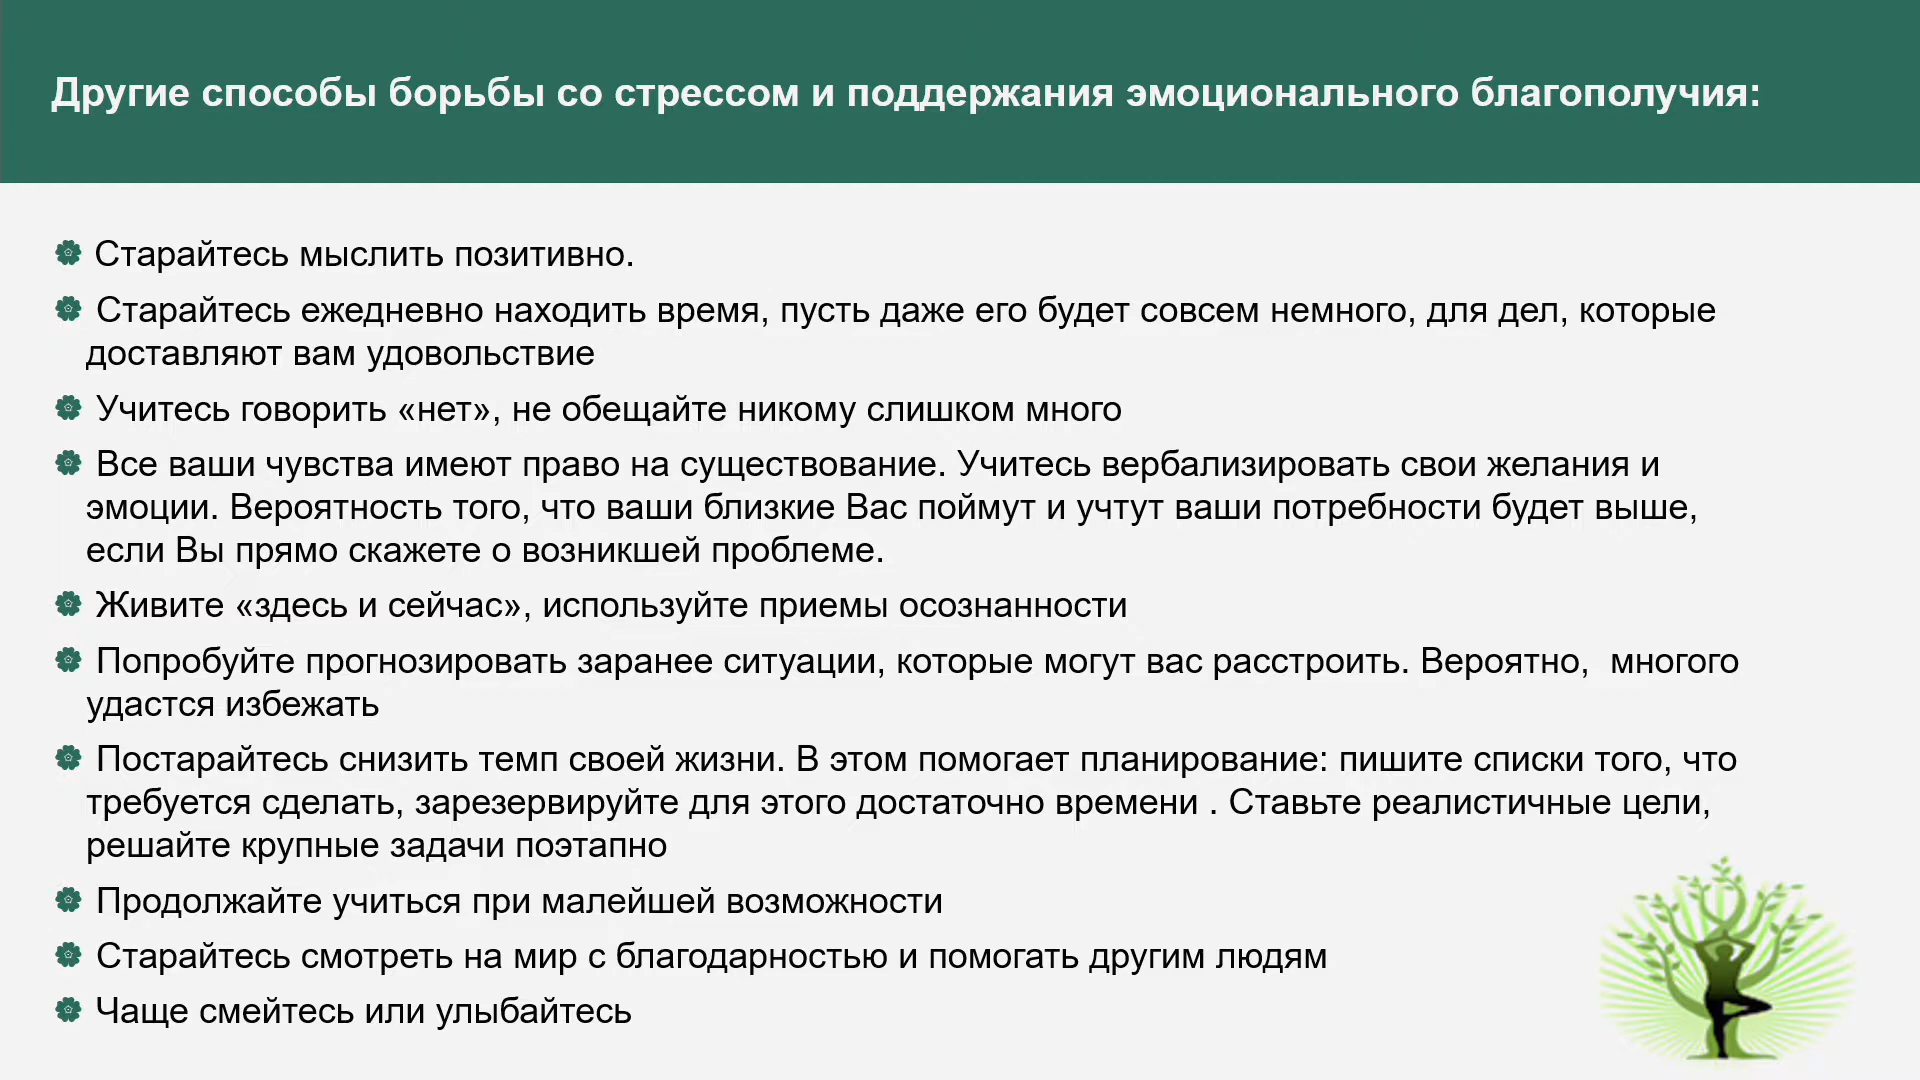 Другие способы борьбы со стрессом и поддержания эмоционального благополучия:
Старайтесь мыслить позитивно.
Старайтесь ежедневно находить время, пусть даже его будет совсем немного, для дел, которые
доставляют вам удовольствие
Учитесь говорить «нет», не обещайте никому слишком много
Все ваши чувства имеют право на существование. Учитесь вербализировать свои желания и
эмоции. Вероятность того, что ваши близкие Вас поймут и учтут ваши потребности будет выше,
если Вы прямо скажете о возникшей проблеме.
Живите «здесь и сейчас», используйте приемы осознанности
Попробуйте прогнозировать заранее ситуации, которые могут вас расстроить. Вероятно,  многого
удастся избежать
Постарайтесь снизить темп своей жизни. В этом помогает планирование: пишите списки того, что
требуется сделать, зарезервируйте для этого достаточно времени . Ставьте реалистичные цели,
решайте крупные задачи поэтапно
Продолжайте учиться при малейшей возможности
Старайтесь смотреть на мир с благодарностью и помогать другим людям
Чаще смейтесь или улыбайтесь